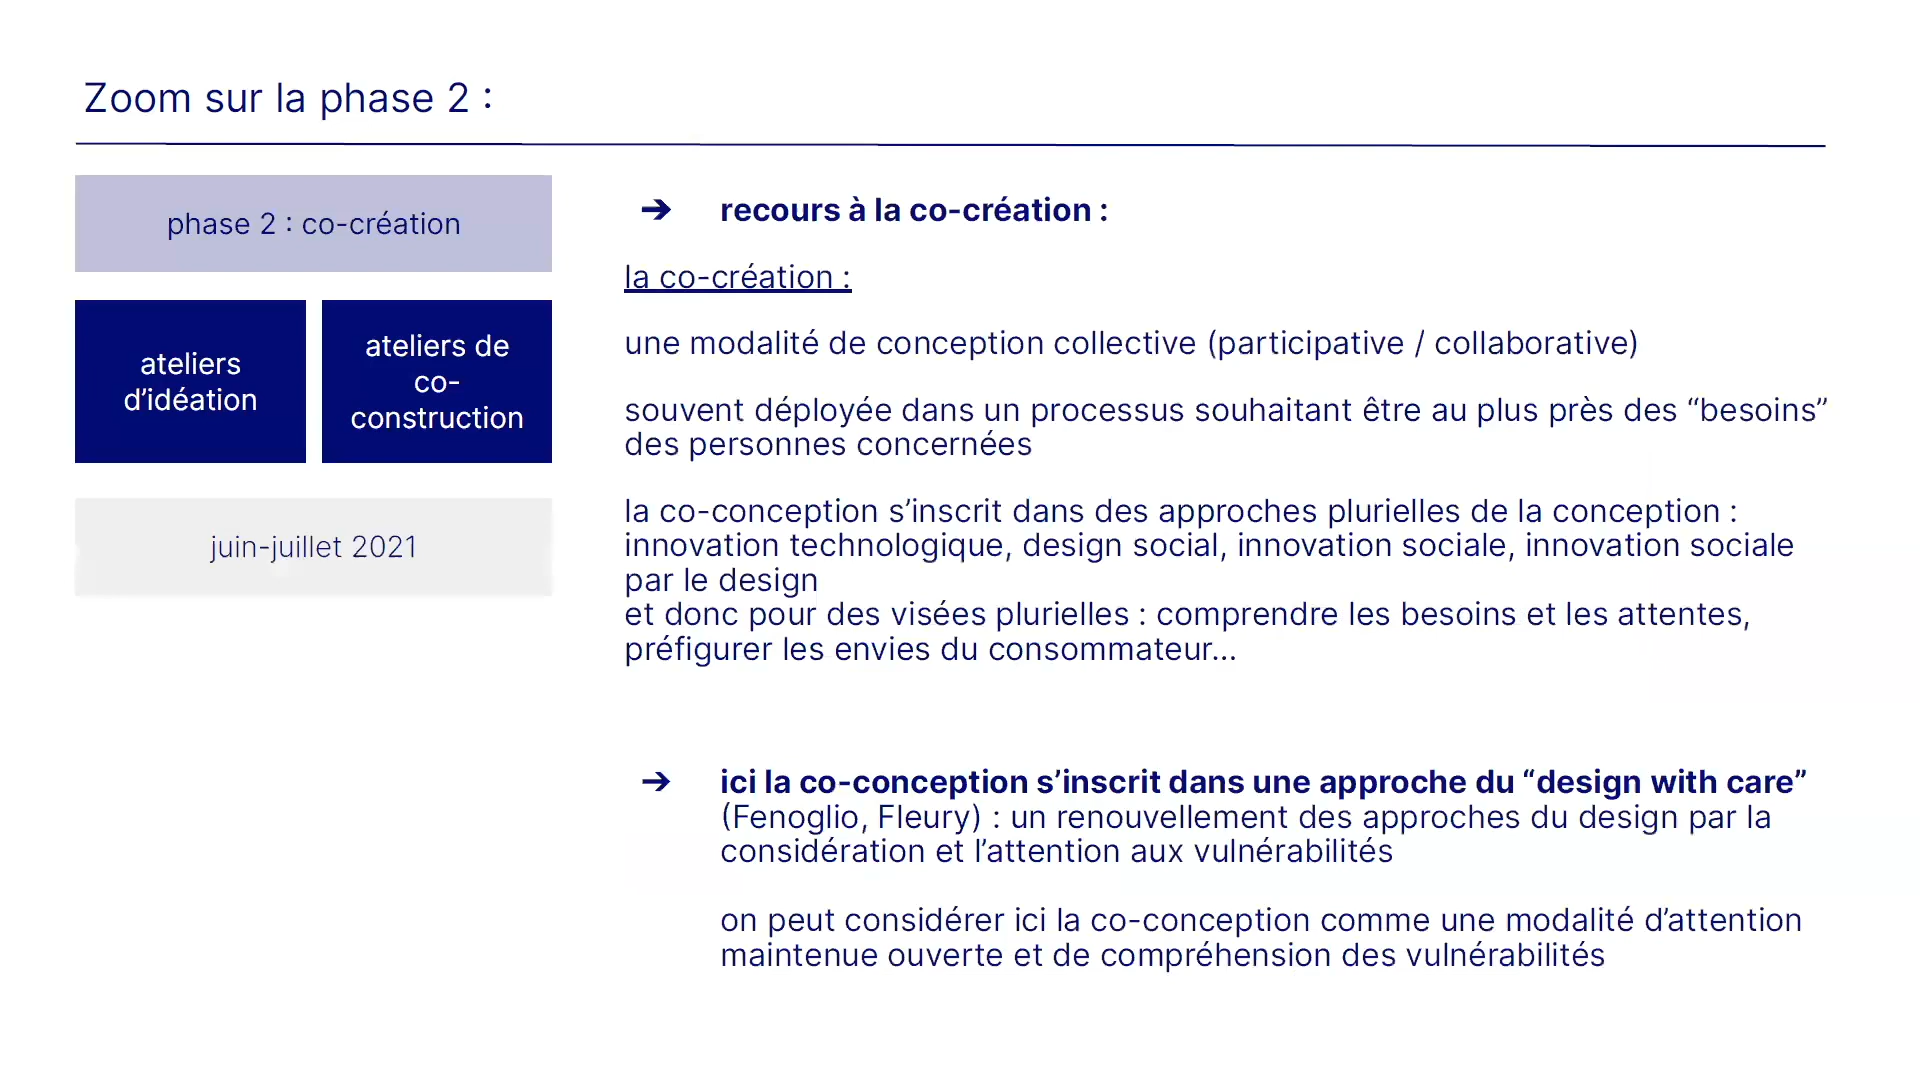 Zoom sur la phase 2 :
phase 2 : co-création
ateliers
d’idéation
ateliers de
co-
construction
juin-juillet 2021
➔ recours à la co-création :
la co-création :
une modalité de conception collective (participative / collaborative)
souvent déployée dans un processus souhaitant être au plus près des “besoins”
des personnes concernées
la co-conception s’inscrit dans des approches plurielles de la conception :
innovation technologique, design social, innovation sociale, innovation sociale
par le design
et donc pour des visées plurielles : comprendre les besoins et les attentes,
préfigurer les envies du consommateur...
➔ ici la co-conception s’inscrit dans une approche du “design with care”
(Fenoglio, Fleury) : un renouvellement des approches du design par la
considération et l’attention aux vulnérabilités
on peut considérer ici la co-conception comme une modalité d’attention
maintenue ouverte et de compréhension des vulnérabilités